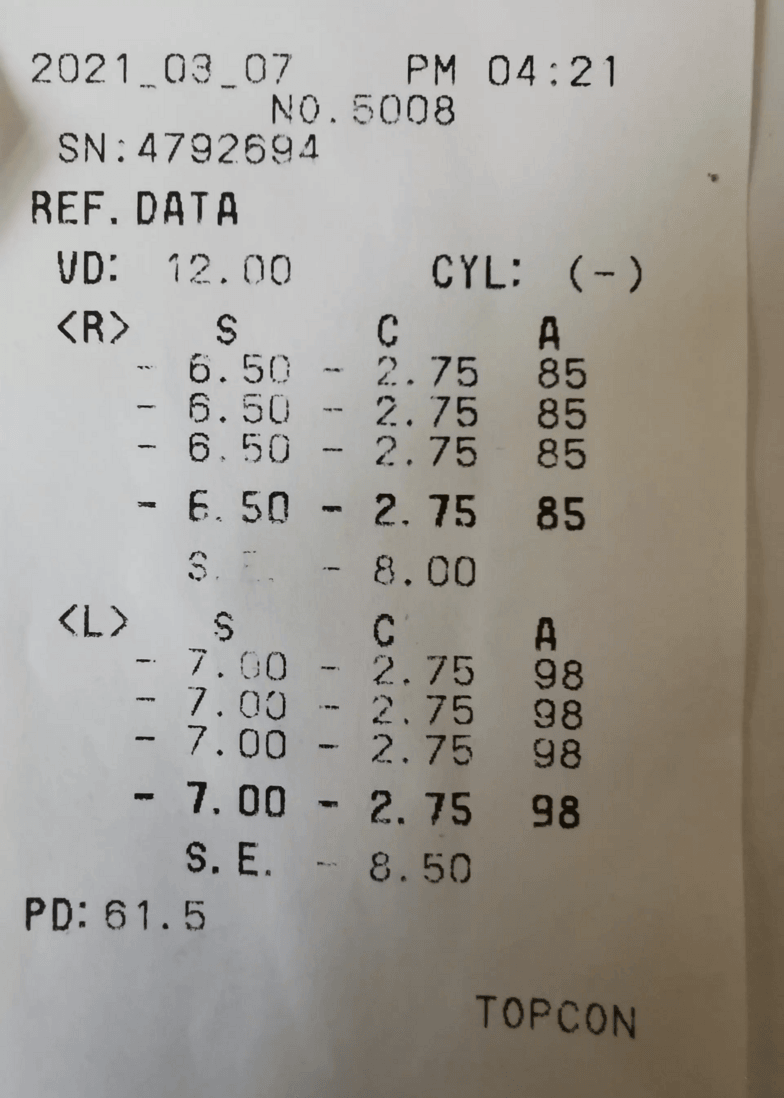 2021_03_07 PM 04:21
NO.5008
SN:4792694
REF.DATA
VD: 12.00 CYL: (-)
<R> S C A
- 6.50 - 2.75 85
- 6.50 - 2.75 85
- 6.50 - 2.75 85
- 6.50 - 2.75 85
S.E. - 8.00
<L> S C A
- 7.00 - 2.75 98
- 7.00 - 2.75 98
- 7.00 - 2.75 98
- 7.00 - 2.75 98
S.E. - 8.50
PD:61.5
TOPCON